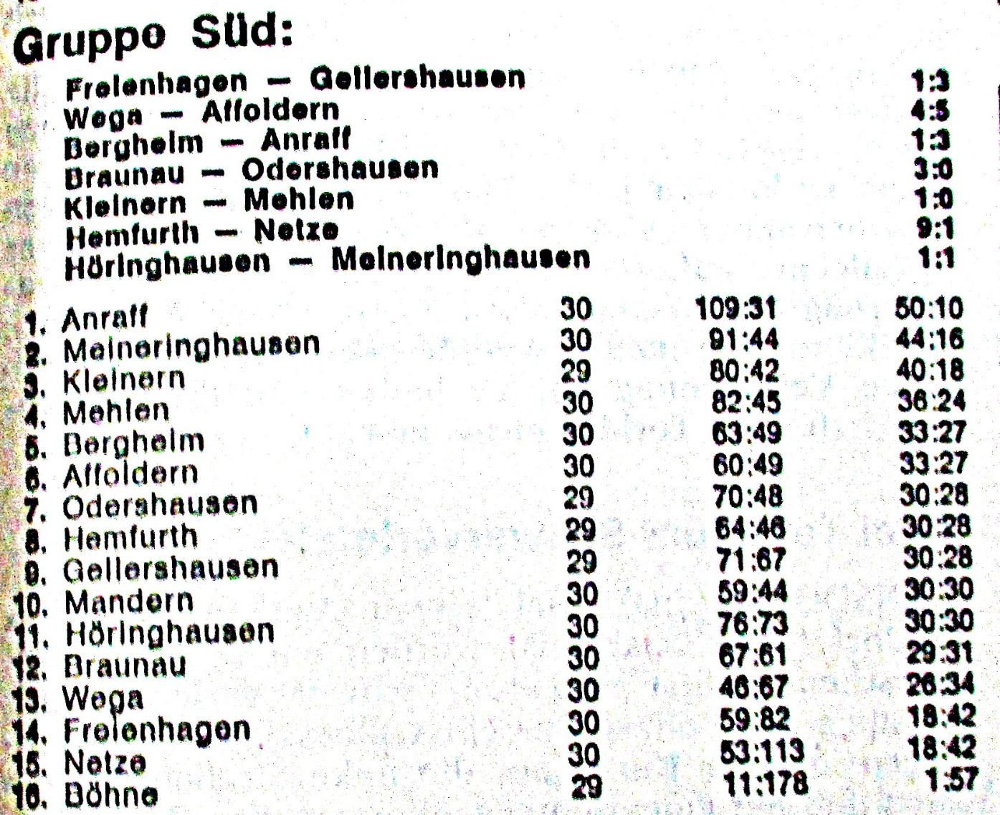 Gruppe Süd:
Freienhagen — Gellershausen 1:3
Wega — Affoldern 4:5
Bergheim — Anraff 1:3
Braunau — Odershausen 3:0
Kleinern — Mehlen 1:0
Hemfurth — Netze 9:1
Höringhausen — Meineringhausen 1:1
1. Anraff 30 109:31 50:10
2. Meineringhausen 30 91:44 44:16
3. Kleinern 29 80:42 40:18
4. Mehlen 30 82:45 36:24
5. Bergheim 30 63:49 33:27
6. Affoldern 30 60:49 33:27
7. Odershausen 29 70:48 30:28
8. Hemfurth 29 64:46 30:28
9. Gellershausen 29 71:67 30:28
10. Mandern 30 59:44 30:30
11. Höringhausen 30 76:73 30:30
12. Braunau 30 67:61 29:31
13. Wega 30 46:67 26:34
14. Freienhagen 30 59:82 18:42
15. Netze 30 53:113 18:42
16. Böhne 29 11:178 1:57